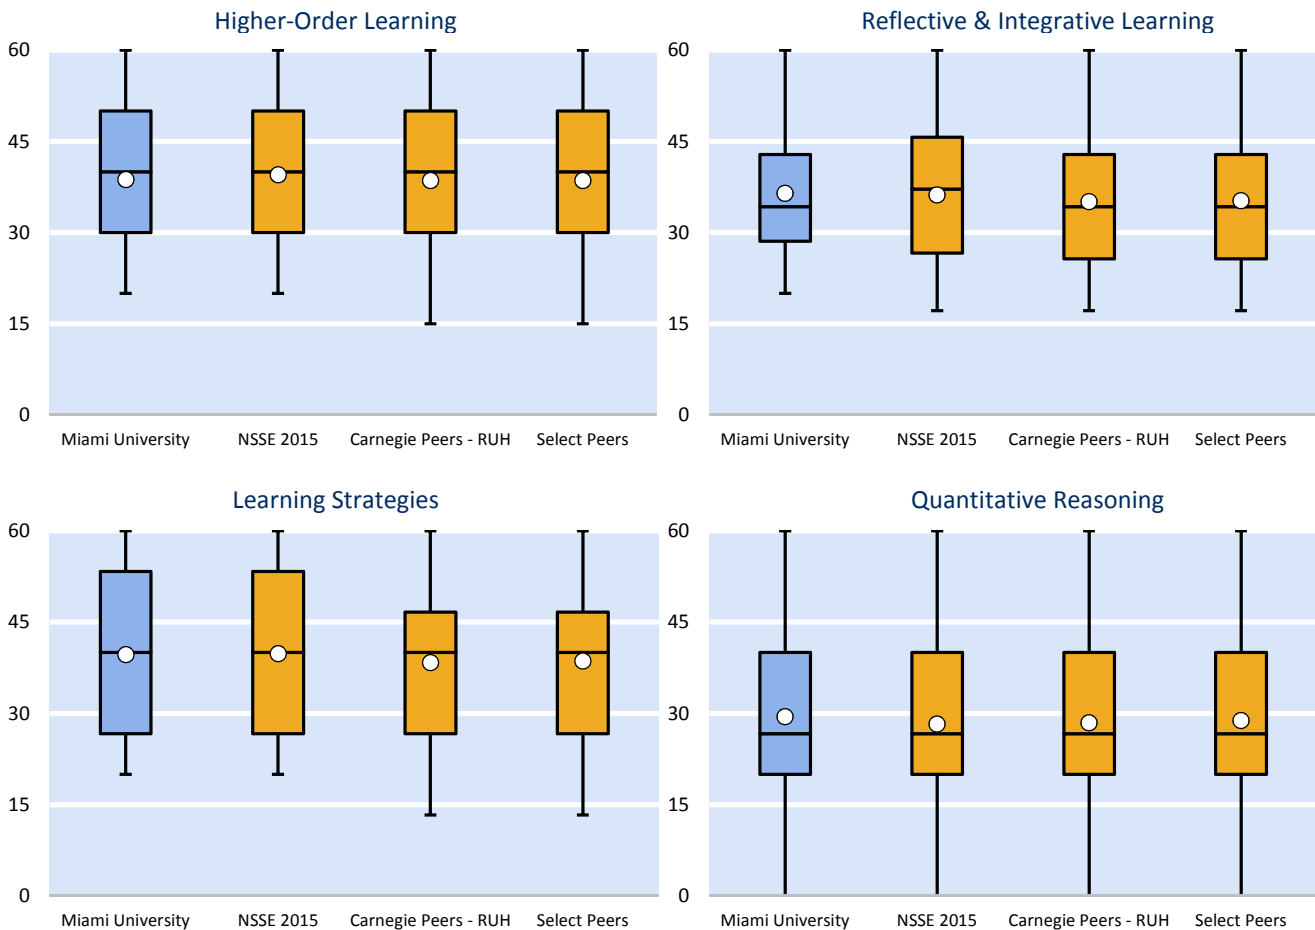 Higher-Order Learning
60
45
30
15
0
Miami University NSSE 2015 Carnegie Peers - RUH Select Peers
Reflective & Integrative Learning
60
45
30
15
0
Miami University NSSE 2015 Carnegie Peers - RUH Select Peers
Learning Strategies
60
45
30
15
0
Miami University NSSE 2015 Carnegie Peers - RUH Select Peers
Quantitative Reasoning
60
45
30
15
0
Miami University NSSE 2015 Carnegie Peers - RUH Select Peers